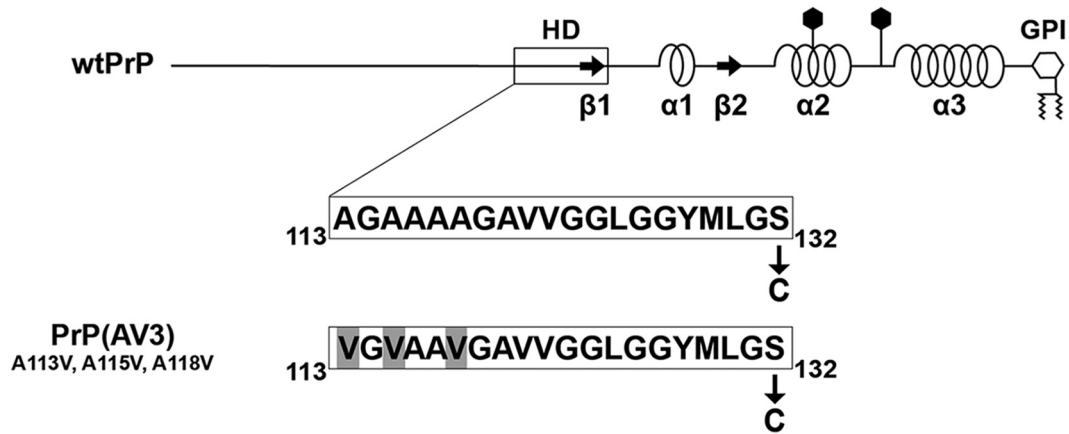 HD
GPI
wtPrP
β1
α1
β2
α2
α3
AGAAAAGAVVGGLGGYMLGS
113
132
C
PrP(AV3)
A113V, A115V, A118V
VGVAAVGAVVGGLGGYMLGS
113
132
C